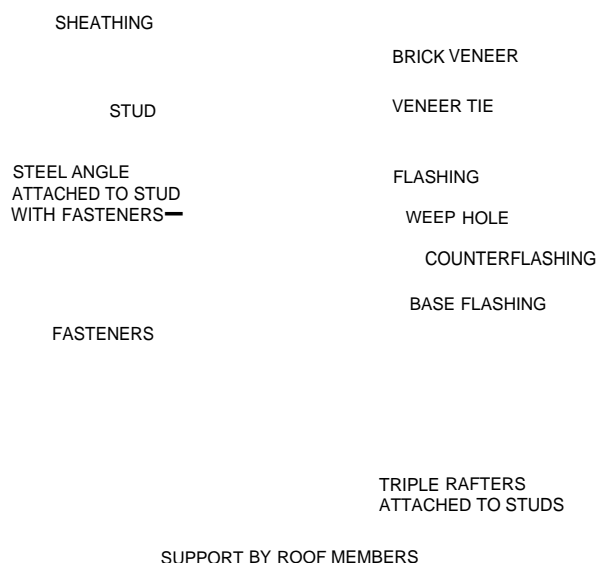 SHEATHING
BRICK VENEER
STUD
VENEER TIE
STEEL ANGLE
ATTACHED TO STUD
WITH FASTENERS
FLASHING
WEEP HOLE
COUNTERFLASHING
BASE FLASHING
FASTENERS
TRIPLE RAFTERS
ATTACHED TO STUDS
SUPPORT BY ROOF MEMBERS